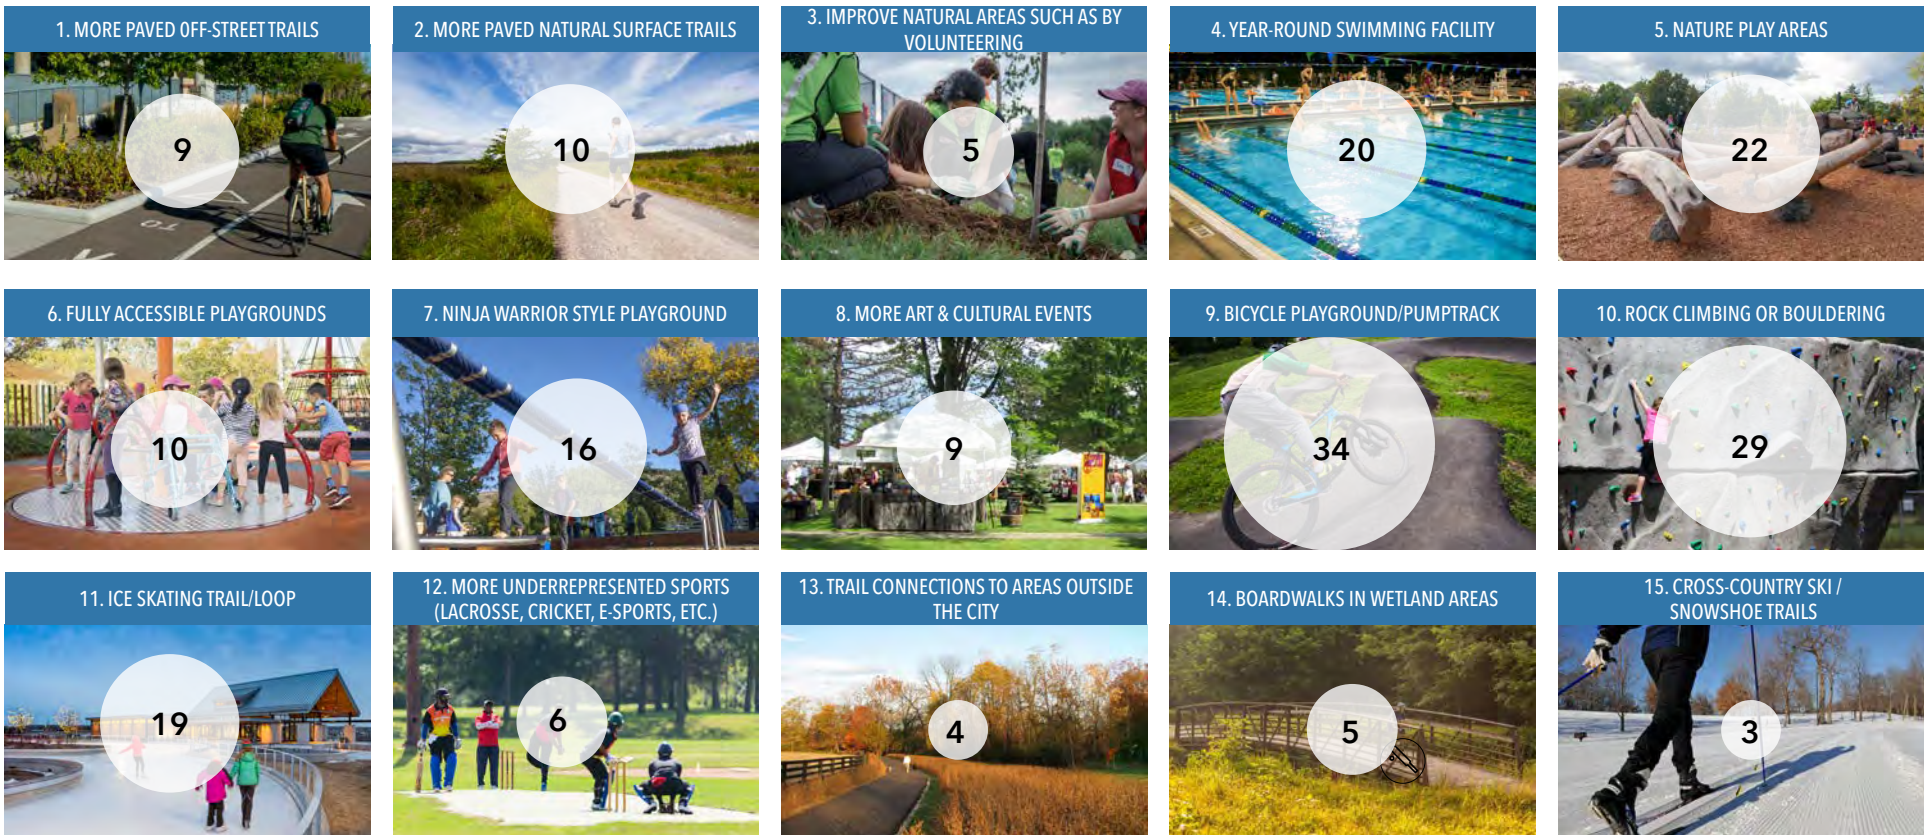 1. MORE PAVED OFF-STREET TRAILS
9
2. MORE PAVED NATURAL SURFACE TRAILS
10
3. IMPROVE NATURAL AREAS SUCH AS BY
VOLUNTEERING
5
4. YEAR-ROUND SWIMMING FACILITY
20
5. NATURE PLAY AREAS
22
6. FULLY ACCESSIBLE PLAYGROUNDS
10
7. NINJA WARRIOR STYLE PLAYGROUND
16
8. MORE ART & CULTURAL EVENTS
9
9. BICYCLE PLAYGROUND/PUMPTRACK
34
10. ROCK CLIMBING OR BOULDERING
29
11. ICE SKATING TRAIL/LOOP
19
12. MORE UNDERREPRESENTED SPORTS
(LACROSSE, CRICKET, E-SPORTS, ETC.)
6
13. TRAIL CONNECTIONS TO AREAS OUTSIDE
THE CITY
4
14. BOARDWALKS IN WETLAND AREAS
5
15. CROSS-COUNTRY SKI /
SNOWSHOE TRAILS
3